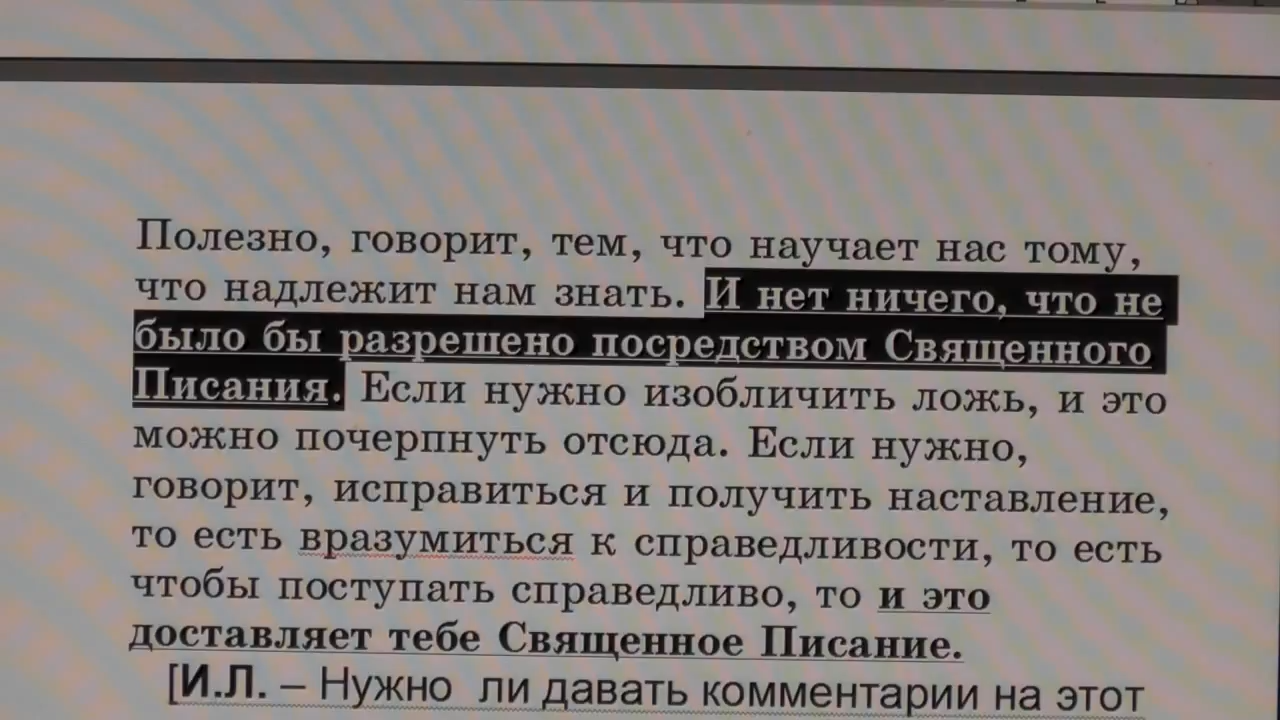 Полезно, говорит, тем, что научает нас тому,
что надлежит нам знать. И нет ничего, что не
было бы разрешено посредством Священного
Писания. Если нужно изобличить ложь, и это
можно почерпнуть отсюда. Если нужно,
говорит, исправиться и получить наставление,
то есть вразумиться к справедливости, то есть
чтобы поступать справедливо, то и это
доставляет тебе Священное Писание.
[И.Л. – Нужно ли давать комментарии на этот